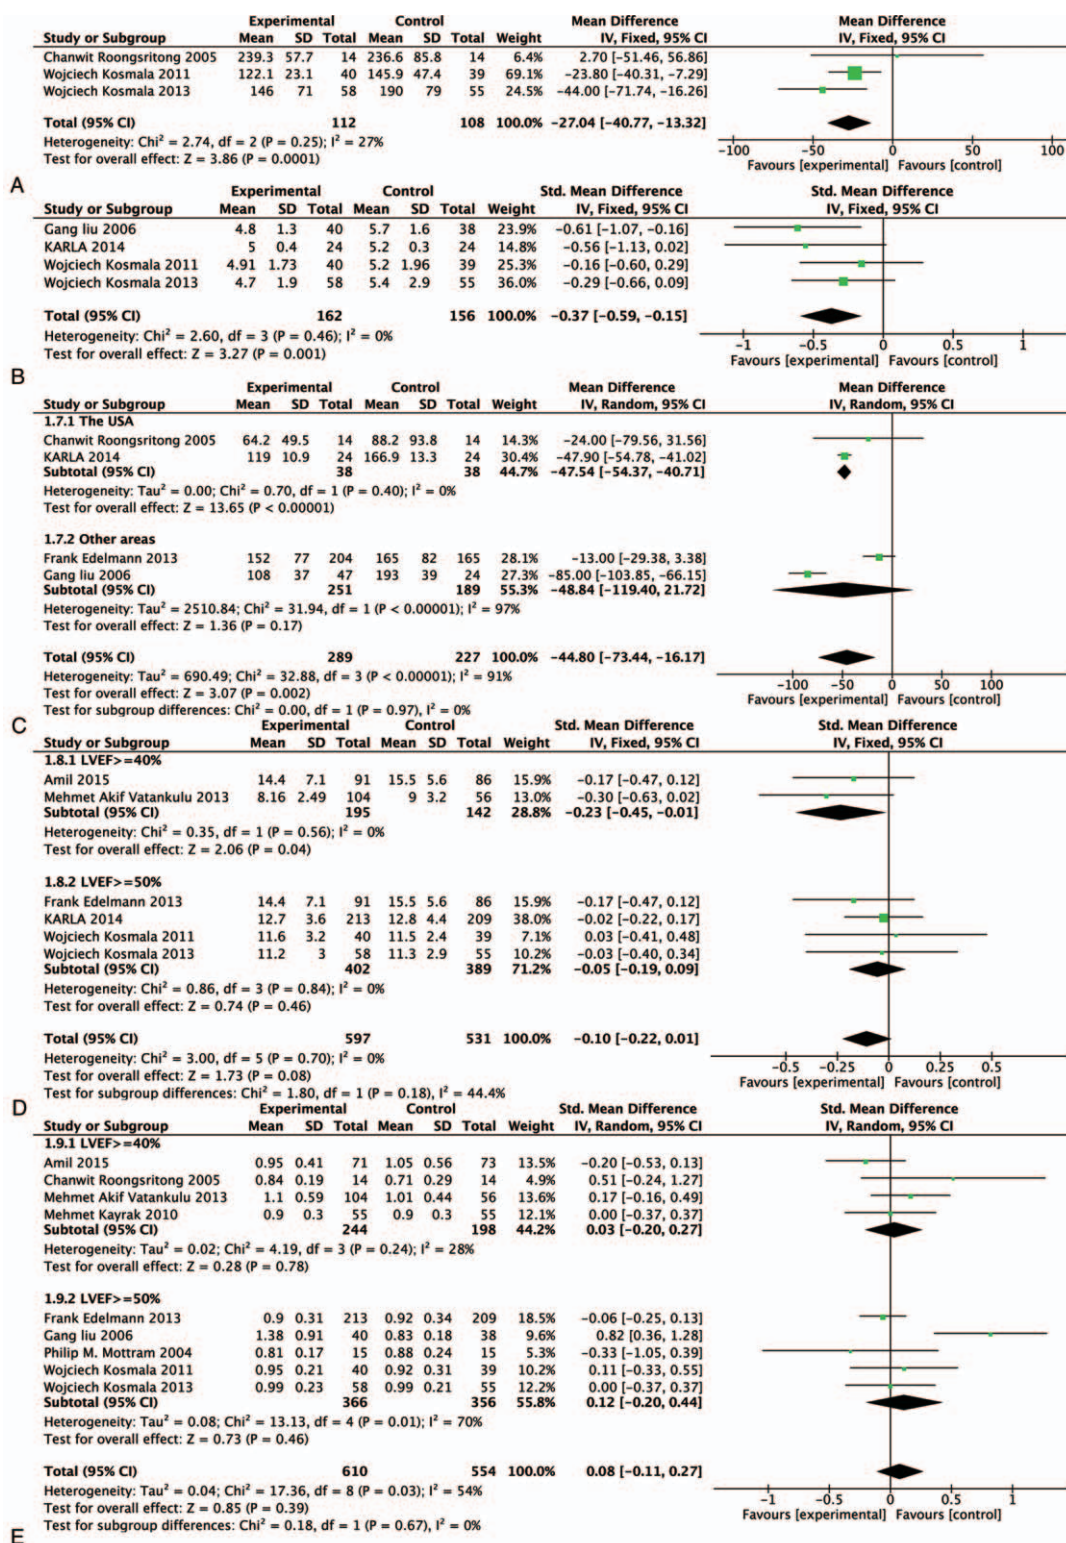 Experimental Control Mean Difference Mean Difference
Study or Subgroup Mean SD Total Mean SD Total Weight IV, Fixed, 95% CI IV, Fixed, 95% CI
Chanwit Roongsritong 2005 239.3 57.7 14 236.6 85.8 14 6.4% 2.70 [-51.46, 56.86]
Wojciech Kosmala 2011 122.1 23.1 40 145.9 47.4 39 69.1% -23.80 [-40.31, -7.29]
Wojciech Kosmala 2013 146 71 58 190 79 55 24.5% -44.00 [-71.74, -16.26]
Total (95% CI) 112 108 100.0% -27.04 [-40.77, -13.32]
Heterogeneity: Chi² = 2.74, df = 2 (P = 0.25); I² = 27%
Test for overall effect: Z = 3.86 (P = 0.0001)
-100 -50 0 50 100
Favours [experimental] Favours [control]
A
Experimental Control Std. Mean Difference Std. Mean Difference
Study or Subgroup Mean SD Total Mean SD Total Weight IV, Fixed, 95% CI IV, Fixed, 95% CI
Gang liu 2006 4.8 1.3 40 5.7 1.6 38 23.9% -0.61 [-1.07, -0.16]
KARLA 2014 5 0.4 24 5.2 0.3 24 14.8% -0.56 [-1.13, 0.02]
Wojciech Kosmala 2011 4.91 1.73 40 5.2 1.96 39 25.3% -0.16 [-0.60, 0.29]
Wojciech Kosmala 2013 4.7 1.9 58 5.4 2.9 55 36.0% -0.29 [-0.66, 0.09]
Total (95% CI) 162 156 100.0% -0.37 [-0.59, -0.15]
Heterogeneity: Chi² = 2.60, df = 3 (P = 0.46); I² = 0%
Test for overall effect: Z = 3.27 (P = 0.001)
-1 -0.5 0 0.5 1
Favours [experimental] Favours [control]
B
Experimental Control Mean Difference Mean Difference
Study or Subgroup Mean SD Total Mean SD Total Weight IV, Random, 95% CI IV, Random, 95% CI
1.7.1 The USA
Chanwit Roongsritong 2005 64.2 49.5 14 88.2 93.8 14 14.3% -24.00 [-79.56, 31.56]
KARLA 2014 119 10.9 24 166.9 13.3 24 30.4% -47.90 [-54.78, -41.02]
Subtotal (95% CI) 38 38 44.7% -47.54 [-54.37, -40.71]
Heterogeneity: Tau² = 0.00; Chi² = 0.70, df = 1 (P = 0.40); I² = 0%
Test for overall effect: Z = 13.65 (P < 0.00001)
1.7.2 Other areas
Frank Edelmann 2013 152 77 204 165 82 165 28.1% -13.00 [-29.38, 3.38]
Gang liu 2006 108 37 47 193 39 24 27.3% -85.00 [-103.85, -66.15]
Subtotal (95% CI) 251 189 55.3% -48.84 [-119.40, 21.72]
Heterogeneity: Tau² = 2510.84; Chi² = 31.94, df = 1 (P < 0.00001); I² = 97%
Test for overall effect: Z = 1.36 (P = 0.17)
Total (95% CI) 289 227 100.0% -44.80 [-73.44, -16.17]
Heterogeneity: Tau² = 690.49; Chi² = 32.88, df = 3 (P < 0.00001); I² = 91%
Test for overall effect: Z = 3.07 (P = 0.002)
Test for subgroup differences: Chi² = 0.00, df = 1 (P = 0.97), I² = 0%
-100 -50 0 50 100
Favours [experimental] Favours [control]
C
Experimental Control Std. Mean Difference Std. Mean Difference
Study or Subgroup Mean SD Total Mean SD Total Weight IV, Fixed, 95% CI IV, Fixed, 95% CI
1.8.1 LVEF>=40%
Amil 2015 14.4 7.1 91 15.5 5.6 86 15.9% -0.17 [-0.47, 0.12]
Mehmet Akif Vatankulu 2013 8.16 2.49 104 9 3.2 56 13.0% -0.30 [-0.63, 0.02]
Subtotal (95% CI) 195 142 28.8% -0.23 [-0.45, -0.01]
Heterogeneity: Chi² = 0.35, df = 1 (P = 0.56); I² = 0%
Test for overall effect: Z = 2.06 (P = 0.04)
1.8.2 LVEF>=50%
Frank Edelmann 2013 14.4 7.1 91 15.5 5.6 86 15.9% -0.17 [-0.47, 0.12]
KARLA 2014 12.7 3.6 213 12.8 4.4 209 38.0% -0.02 [-0.22, 0.17]
Wojciech Kosmala 2011 11.6 3.2 40 11.5 2.4 39 7.1% 0.03 [-0.41, 0.48]
Wojciech Kosmala 2013 11.2 3 58 11.3 2.9 55 10.2% -0.03 [-0.40, 0.34]
Subtotal (95% CI) 402 389 71.2% -0.05 [-0.19, 0.09]
Heterogeneity: Chi² = 0.86, df = 3 (P = 0.84); I² = 0%
Test for overall effect: Z = 0.74 (P = 0.46)
Total (95% CI) 597 531 100.0% -0.10 [-0.22, 0.01]
Heterogeneity: Chi² = 3.00, df = 5 (P = 0.70); I² = 0%
Test for overall effect: Z = 1.73 (P = 0.08)
Test for subgroup differences: Chi² = 1.80, df = 1 (P = 0.18), I² = 44.4%
-0.5 -0.25 0 0.25 0.5
Favours [experimental] Favours [control]
D
Experimental Control Std. Mean Difference Std. Mean Difference
Study or Subgroup Mean SD Total Mean SD Total Weight IV, Random, 95% CI IV, Random, 95% CI
1.9.1 LVEF>=40%
Amil 2015 0.95 0.41 71 1.05 0.56 73 13.5% -0.20 [-0.53, 0.13]
Chanwit Roongsritong 2005 0.84 0.19 14 0.71 0.29 14 4.9% 0.51 [-0.24, 1.27]
Mehmet Akif Vatankulu 2013 1.1 0.59 104 1.01 0.44 56 13.6% 0.17 [-0.16, 0.49]
Mehmet Kayrak 2010 0.9 0.3 55 0.9 0.3 55 12.1% 0.00 [-0.37, 0.37]
Subtotal (95% CI) 244 198 44.2% 0.03 [-0.20, 0.27]
Heterogeneity: Tau² = 0.02; Chi² = 4.19, df = 3 (P = 0.24); I² = 28%
Test for overall effect: Z = 0.28 (P = 0.78)
1.9.2 LVEF>=50%
Frank Edelmann 2013 0.9 0.31 213 0.92 0.34 209 18.5% -0.06 [-0.25, 0.13]
Gang liu 2006 1.38 0.91 40 0.83 0.18 38 9.6% 0.82 [0.36, 1.28]
Philip M. Mottram 2004 0.81 0.17 15 0.88 0.24 15 5.3% -0.33 [-1.05, 0.39]
Wojciech Kosmala 2011 0.95 0.21 40 0.92 0.31 39 10.2% 0.11 [-0.33, 0.55]
Wojciech Kosmala 2013 0.99 0.23 58 0.99 0.21 55 12.2% 0.00 [-0.37, 0.37]
Subtotal (95% CI) 366 356 55.8% 0.12 [-0.20, 0.44]
Heterogeneity: Tau² = 0.08; Chi² = 13.13, df = 4 (P = 0.01); I² = 70%
Test for overall effect: Z = 0.73 (P = 0.46)
Total (95% CI) 610 554 100.0% 0.08 [-0.11, 0.27]
Heterogeneity: Tau² = 0.04; Chi² = 17.36, df = 8 (P = 0.03); I² = 54%
Test for overall effect: Z = 0.85 (P = 0.39)
Test for subgroup differences: Chi² = 0.18, df = 1 (P = 0.67), I² = 0%
-1 -0.5 0 0.5 1
Favours [experimental] Favours [control]
E